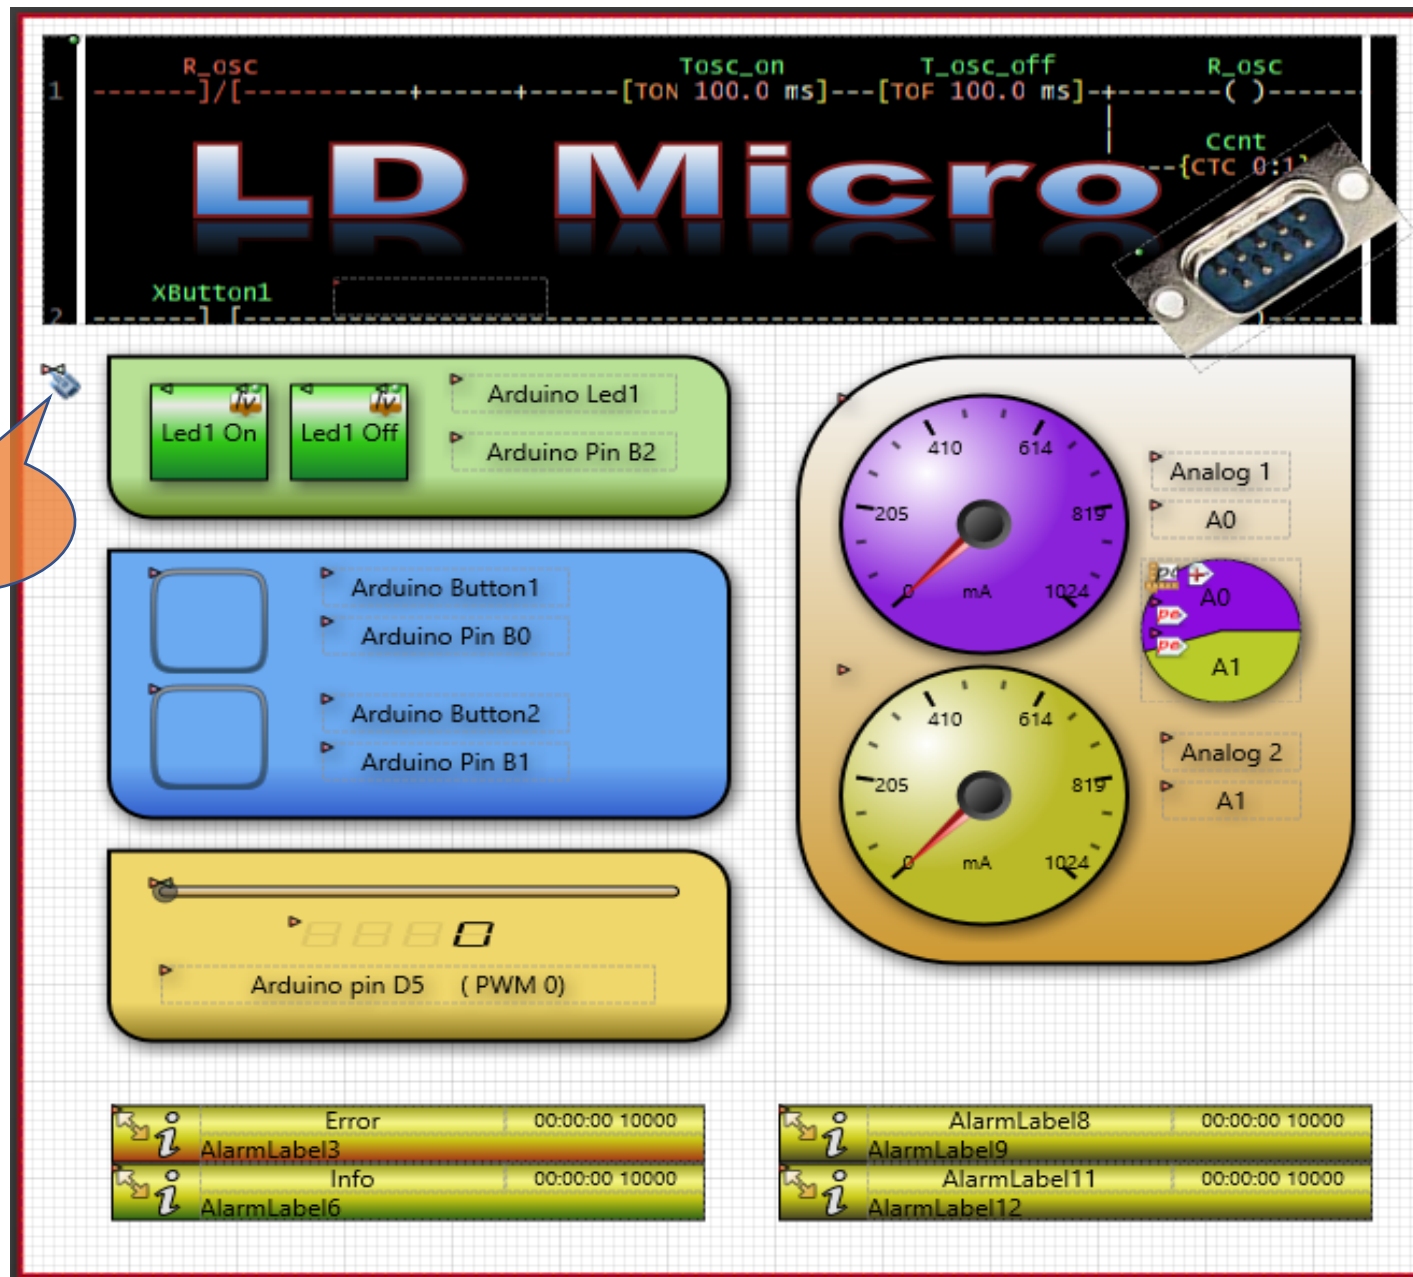 R_osc Tosc_on T_osc_off R_osc
1 -------]/[------------+------+------[TON 100.0 ms]---[TOF 100.0 ms]-+-------( )------
Ccnt
--{CTC 0:1
LD Micro
XButton1
2 -------] [-------
Led1 On
Led1 Off
Arduino Led1
Arduino Pin B2
Arduino Button1
Arduino Pin B0
Arduino Button2
Arduino Pin B1
0
Arduino pin D5 ( PWM 0)
410 614
205 819
0 mA 1024
Analog 1
A0
A0
A1
410 614
205 819
0 mA 1024
Analog 2
A1
Error 00:00:00 10000
AlarmLabel3
Info 00:00:00 10000
AlarmLabel6
AlarmLabel8 00:00:00 10000
AlarmLabel9
AlarmLabel11 00:00:00 10000
AlarmLabel12